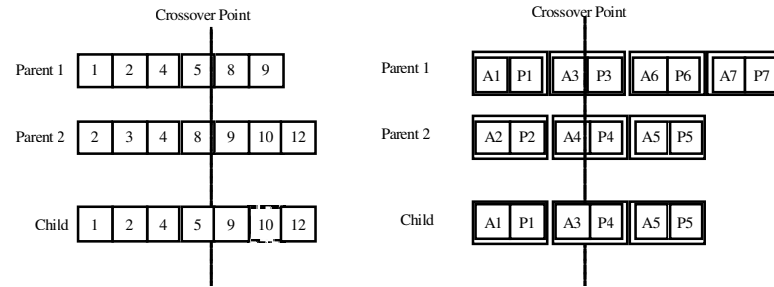 Crossover Point
Parent 1 1 2 4 5 8 9
Parent 2 2 3 4 8 9 10 12
Child 1 2 4 5 9 10 12
Crossover Point
Parent 1 A1 P1 A3 P3 A6 P6 A7 P7
Parent 2 A2 P2 A4 P4 A5 P5
Child A1 P1 A3 P4 A5 P5